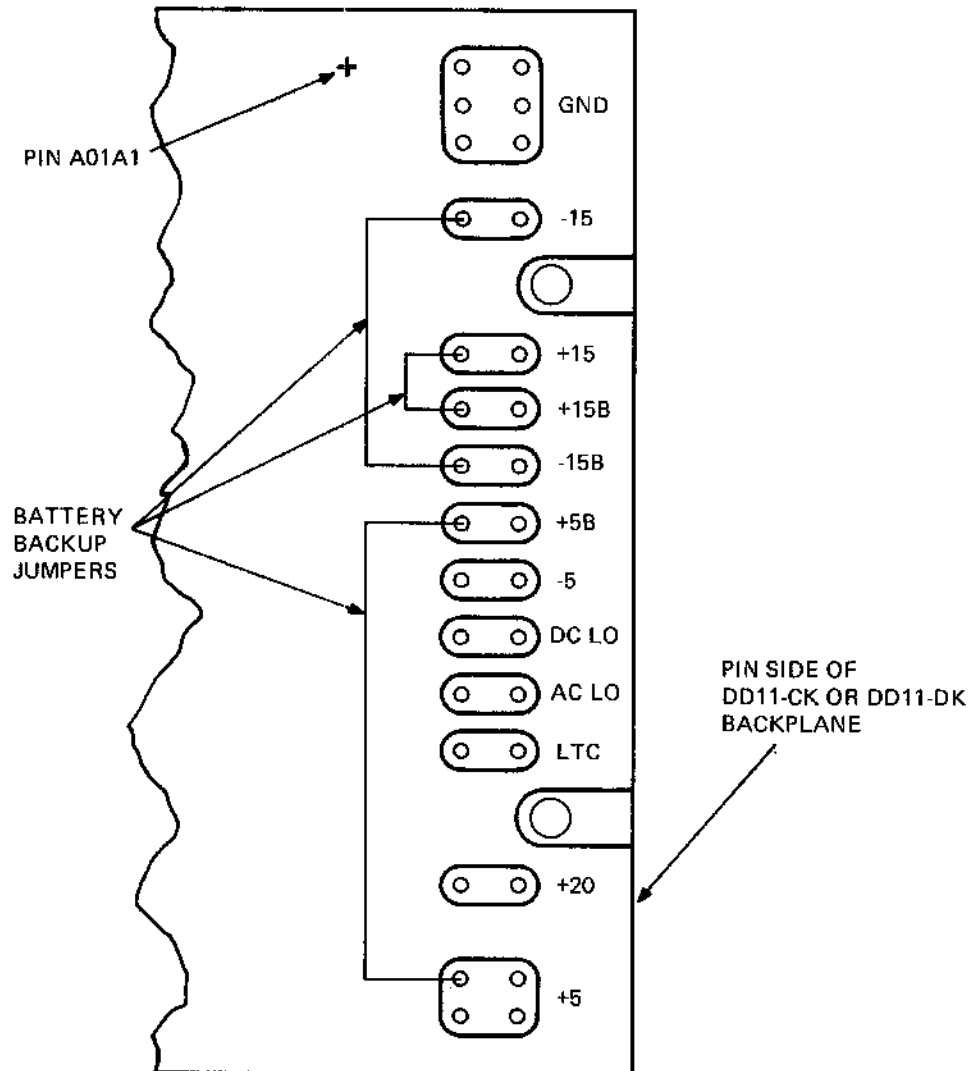 GND
PIN A01A1
-15
+15
+15B
-15B
+5B
BATTERY
BACKUP
JUMPERS
-5
DC LO
AC LO
LTC
PIN SIDE OF
DD11-CK OR DD11-DK
BACKPLANE
+20
+5